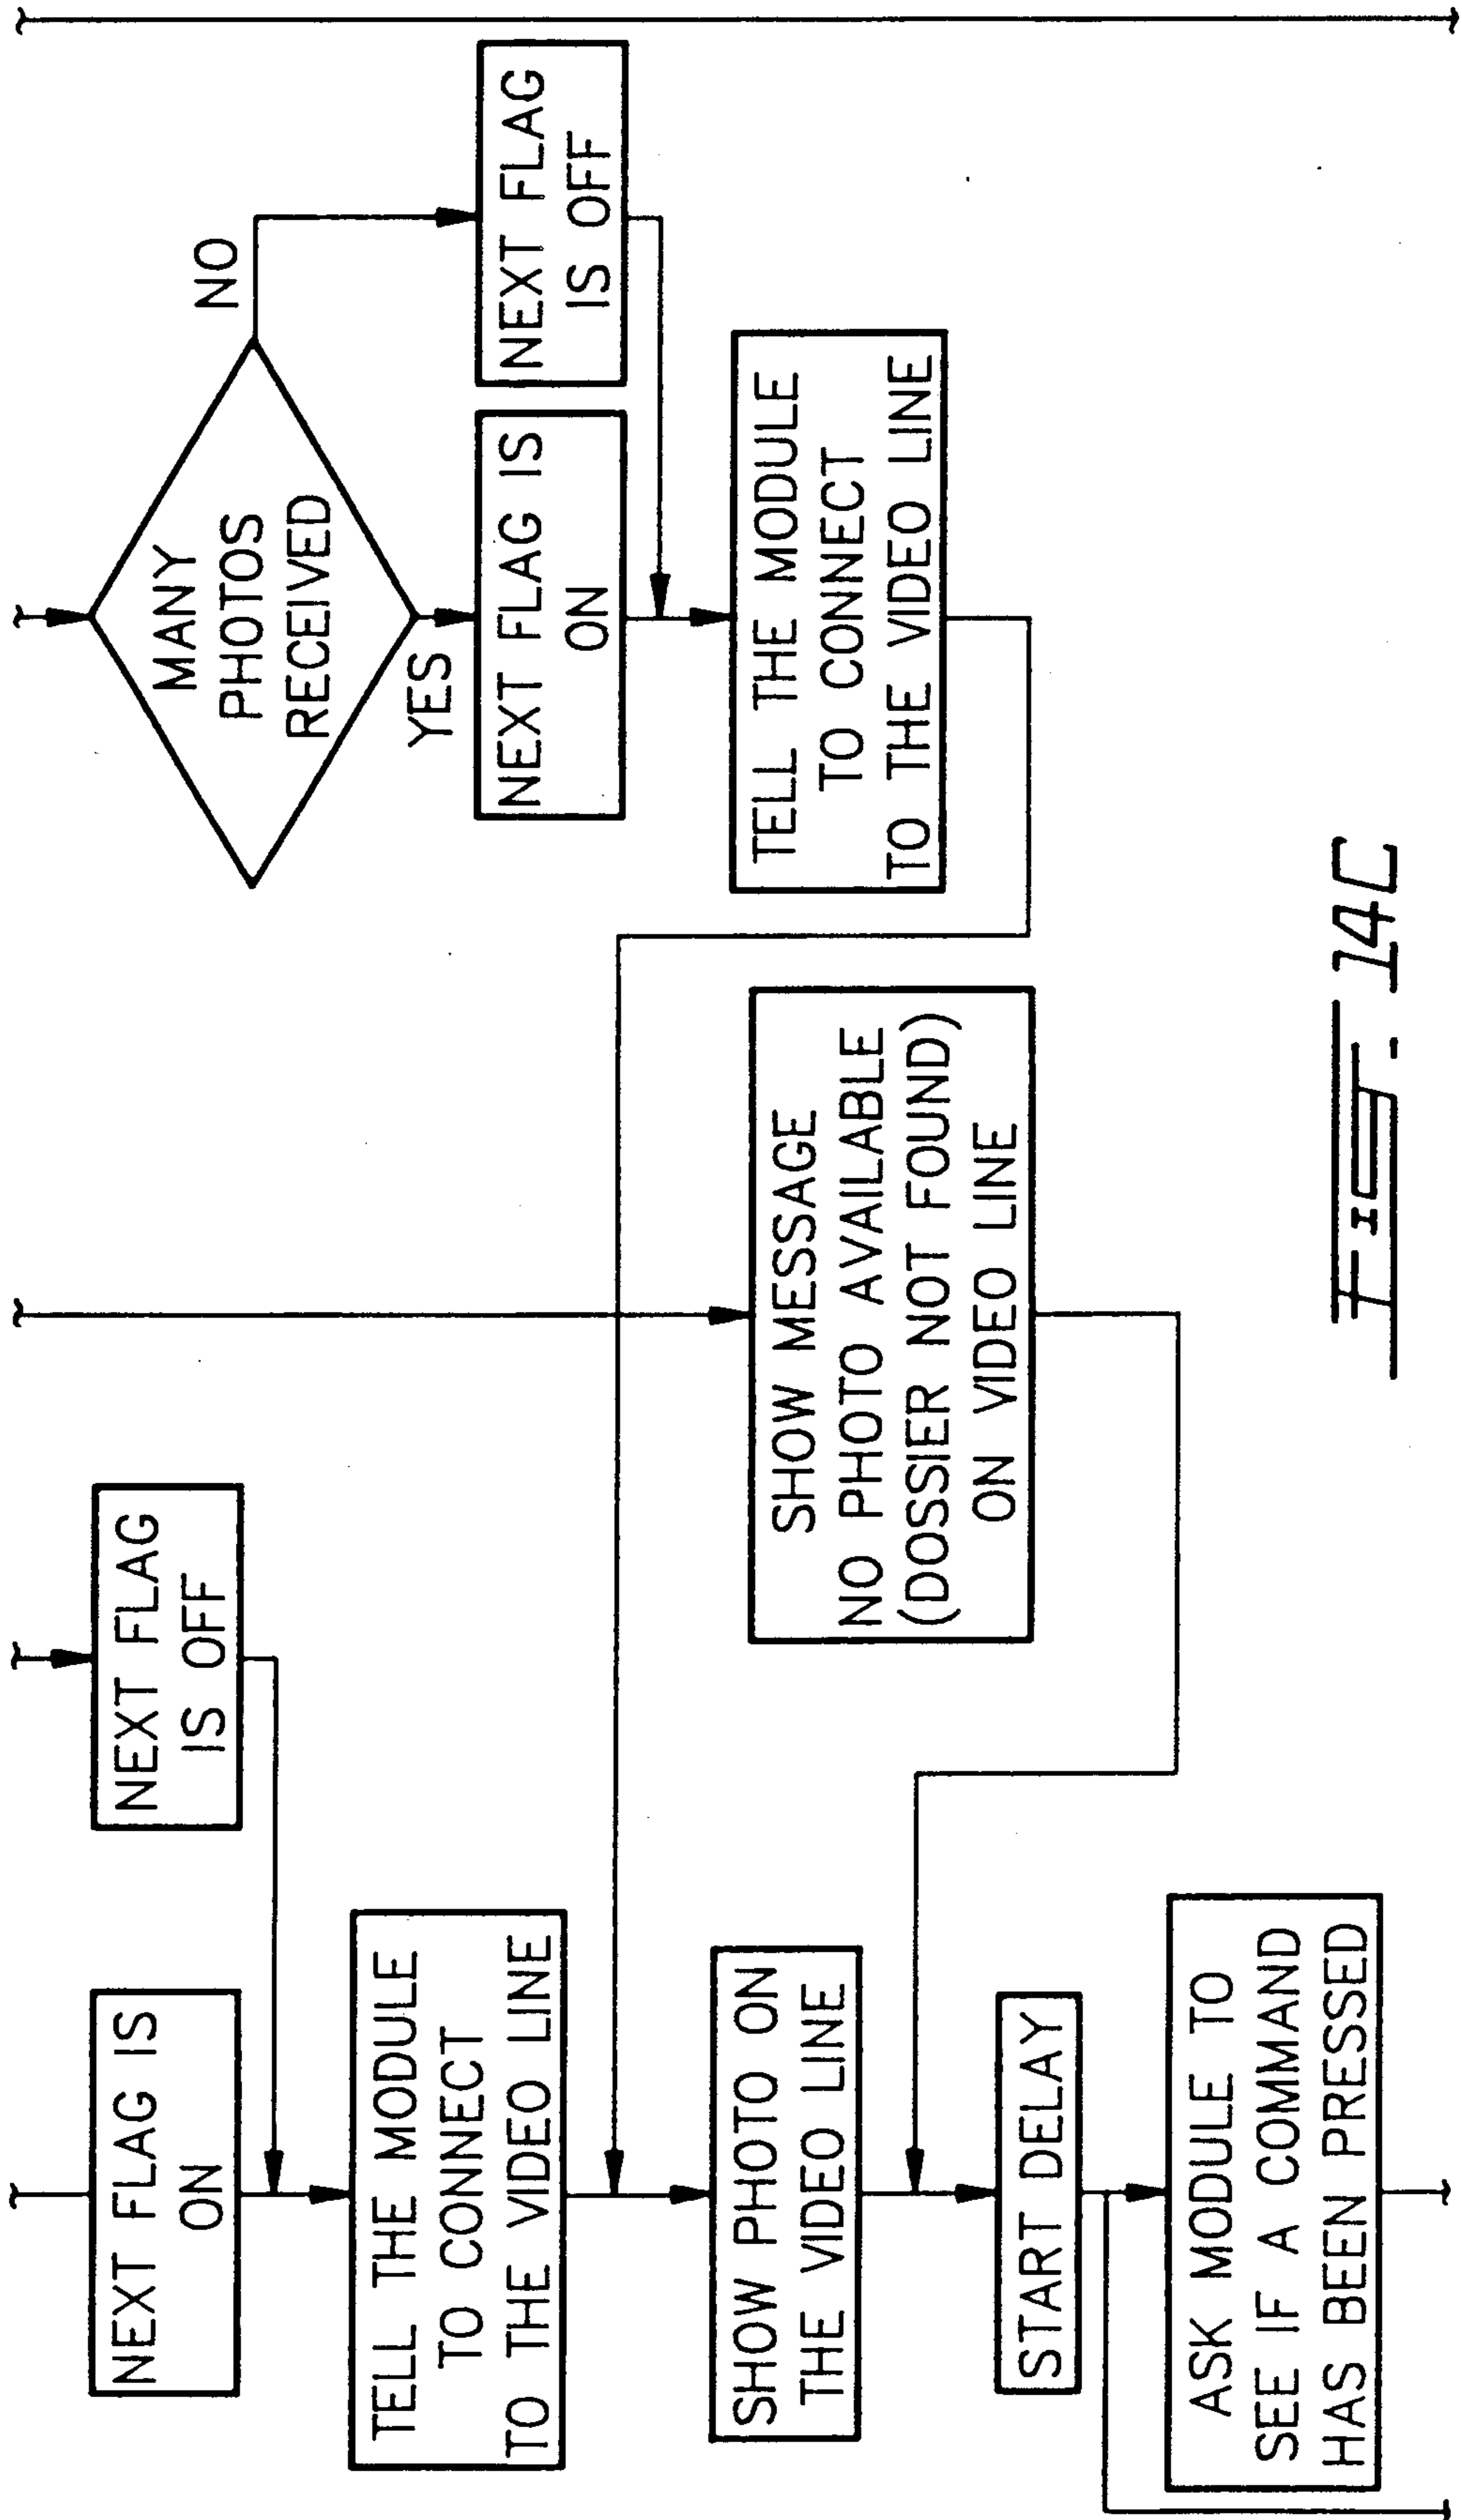 NEXT FLAG IS
ON
NEXT FLAG
IS OFF
TELL THE MODULE
TO CONNECT
TO THE VIDEO LINE
SHOW PHOTO ON
THE VIDEO LINE
START DELAY
ASK MODULE TO
SEE IF A COMMAND
HAS BEEN PRESSED
SHOW MESSAGE
NO PHOTO AVAILABLE
(DOSSIER NOT FOUND)
ON VIDEO LINE
MANY
PHOTOS
RECEIVED
NO
YES
NEXT FLAG IS
ON
NEXT FLAG
IS OFF
TELL THE MODULE
TO CONNECT
TO THE VIDEO LINE
FIG- 14C